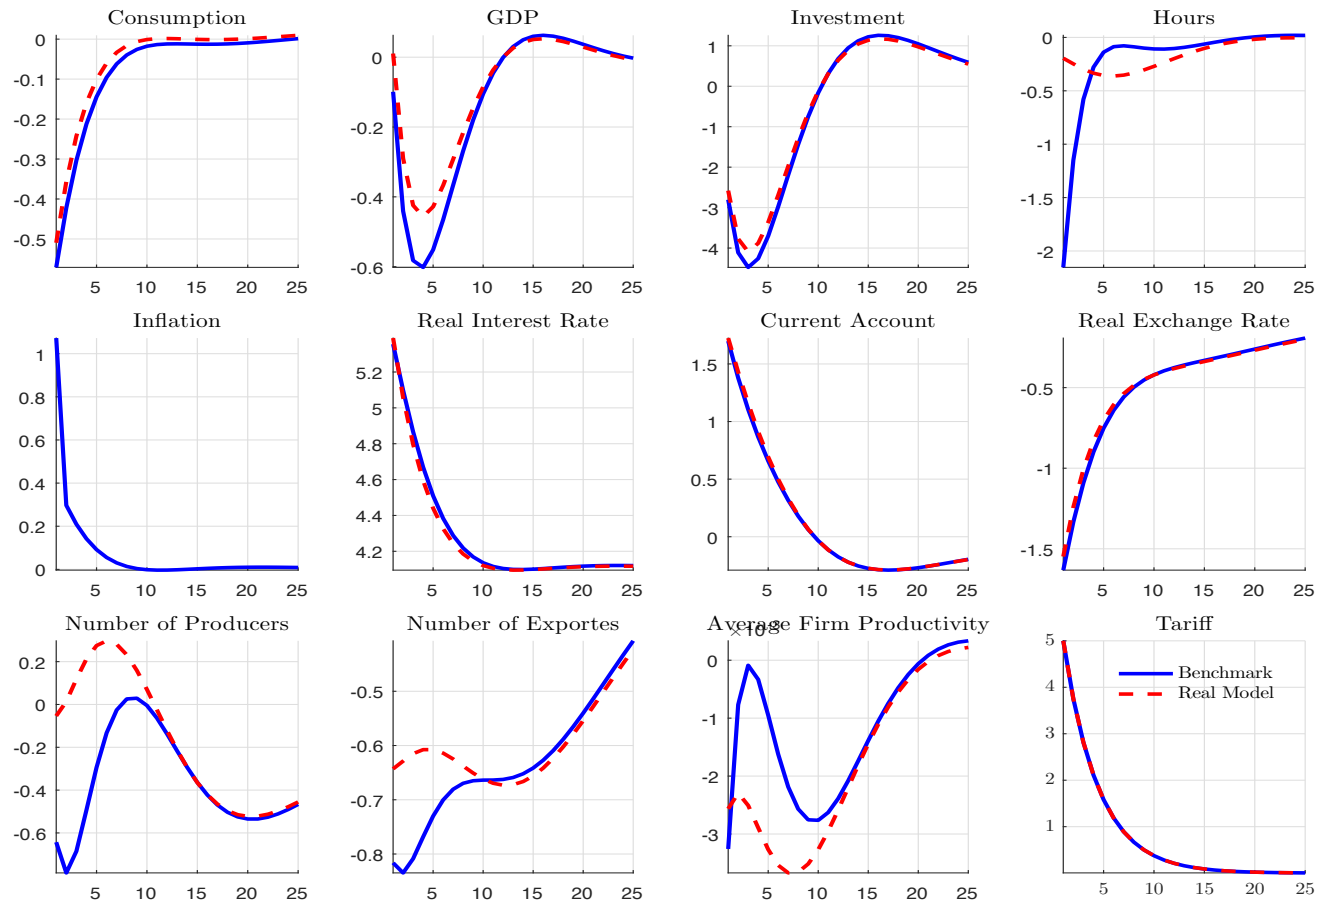 Consumption
0
-0.1
-0.2
-0.3
-0.4
-0.5
5 10 15 20 25
GDP
0
-0.2
-0.4
-0.6
5 10 15 20 25
Investment
1
0
-1
-2
-3
-4
5 10 15 20 25
Hours
0
-0.5
-1
-1.5
-2
5 10 15 20 25
Inflation
1
0.8
0.6
0.4
0.2
0
5 10 15 20 25
Real Interest Rate
5.2
5
4.8
4.6
4.4
4.2
5 10 15 20 25
Current Account
1.5
1
0.5
0
5 10 15 20 25
Real Exchange Rate
-0.5
-1
-1.5
5 10 15 20 25
Number of Producers
0.2
0
-0.2
-0.4
-0.6
5 10 15 20 25
Number of Exportes
-0.5
-0.6
-0.7
-0.8
5 10 15 20 25
Average Firm Productivity
×10-3
0
-1
-2
-3
5 10 15 20 25
Tariff
5
4
3
2
1
5 10 15 20 25
Benchmark
Real Model